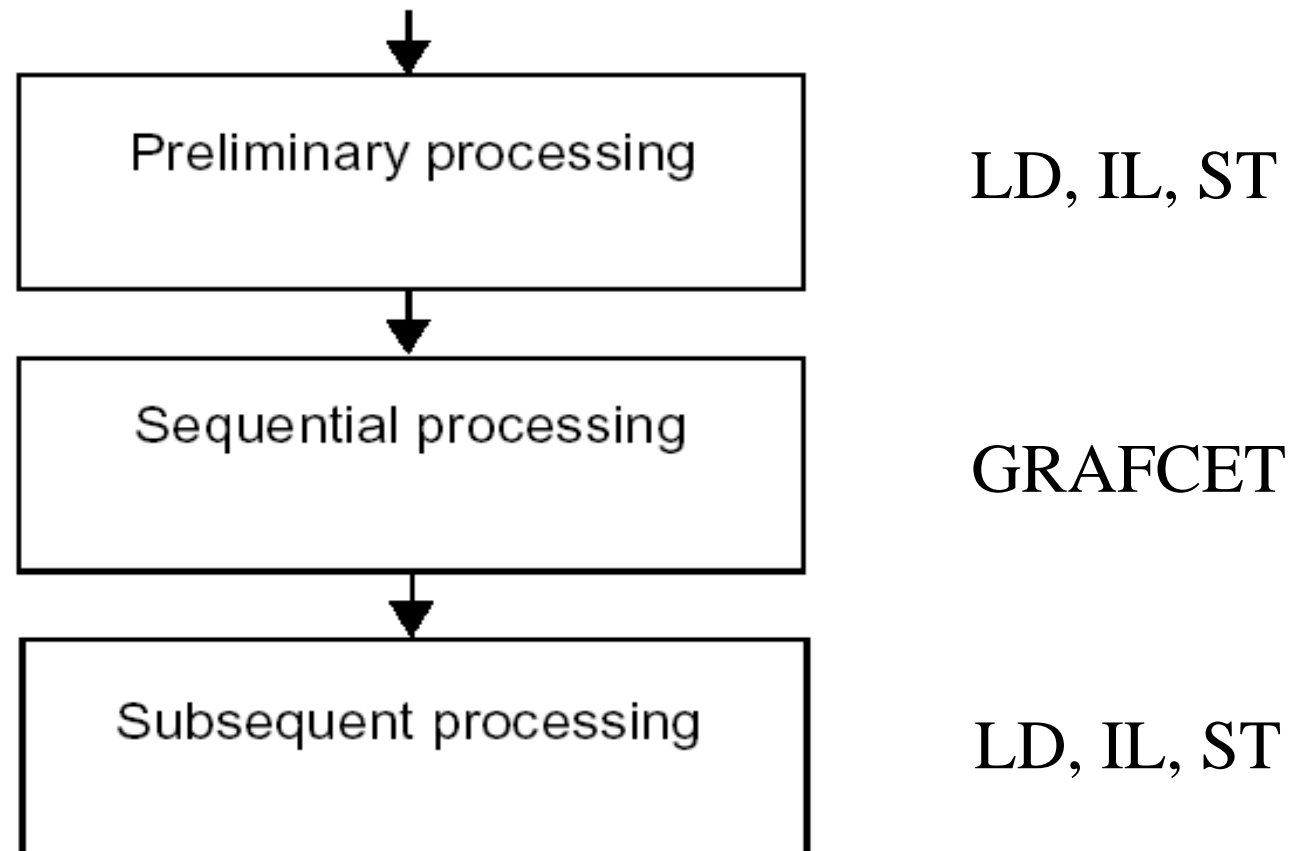 Preliminary processing
LD, IL, ST
Sequential processing
GRAFCET
Subsequent processing
LD, IL, ST